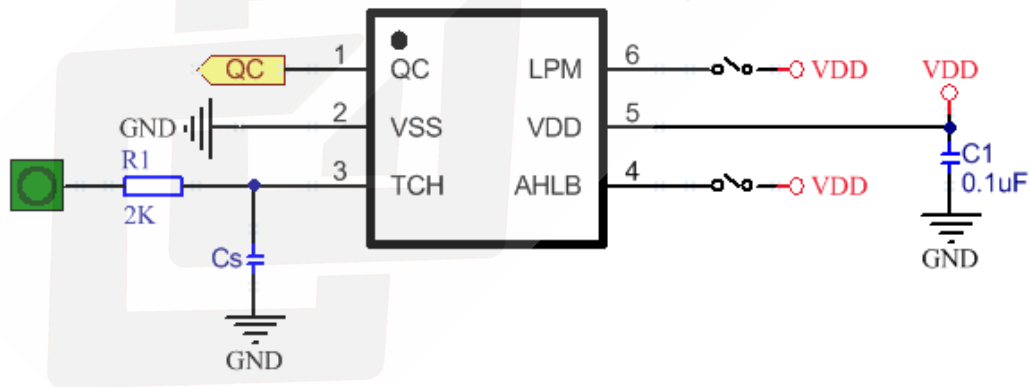 QC
1
QC
LPM
6
VDD
VDD
GND
2
VSS
VDD
5
C1
0.1uF
R1
2K
3
TCH
AHLB
4
VDD
Cs
GND
GND